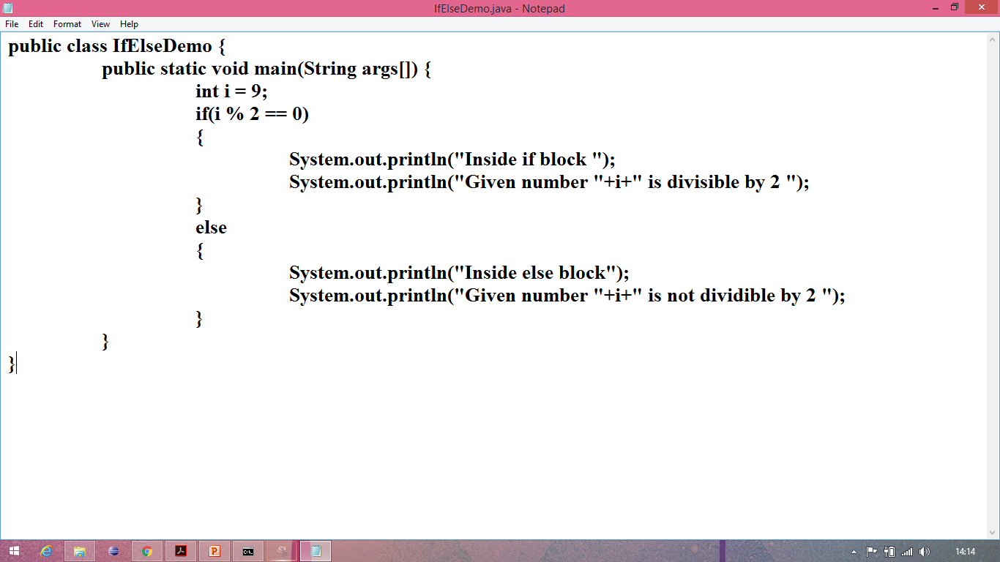 IfElseDemo.java - Notepad
File Edit Format View Help
public class IfElseDemo {
public static void main(String args[]) {
int i = 9;
if(i % 2 == 0)
{
System.out.println("Inside if block ");
System.out.println("Given number "+i+" is divisible by 2 ");
}
else
{
System.out.println("Inside else block");
System.out.println("Given number "+i+" is not dividible by 2 ");
}
}
}
14:14